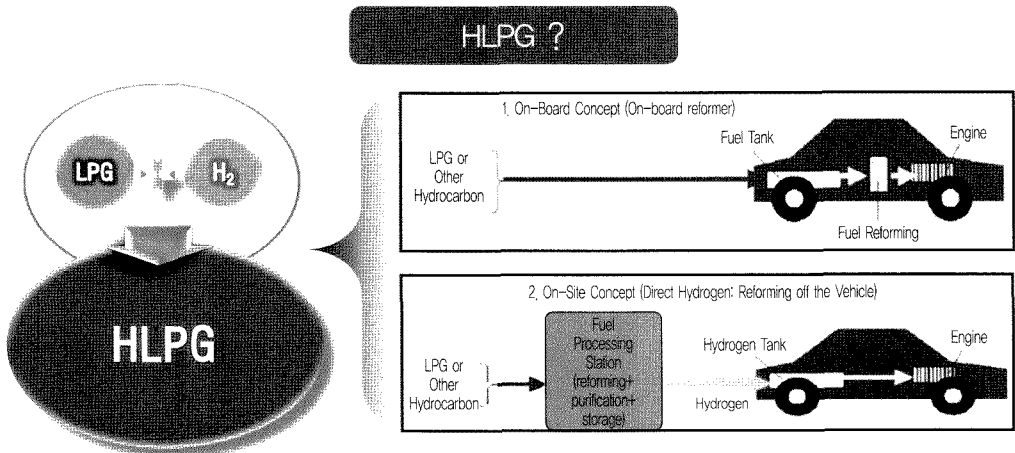 HLPG ?
LPG
H₂
HLPG
1. On-Board Concept (On-board reformer)
LPG or
Other
Hydrocarbon
Fuel Tank
Engine
Fuel Reforming
2. On-Site Concept (Direct Hydrogen: Reforming off the Vehicle)
LPG or
Other
Hydrocarbon
Fuel
Processing
Station
(reforming+
purification+
storage)
Hydrogen
Hydrogen Tank
Engine